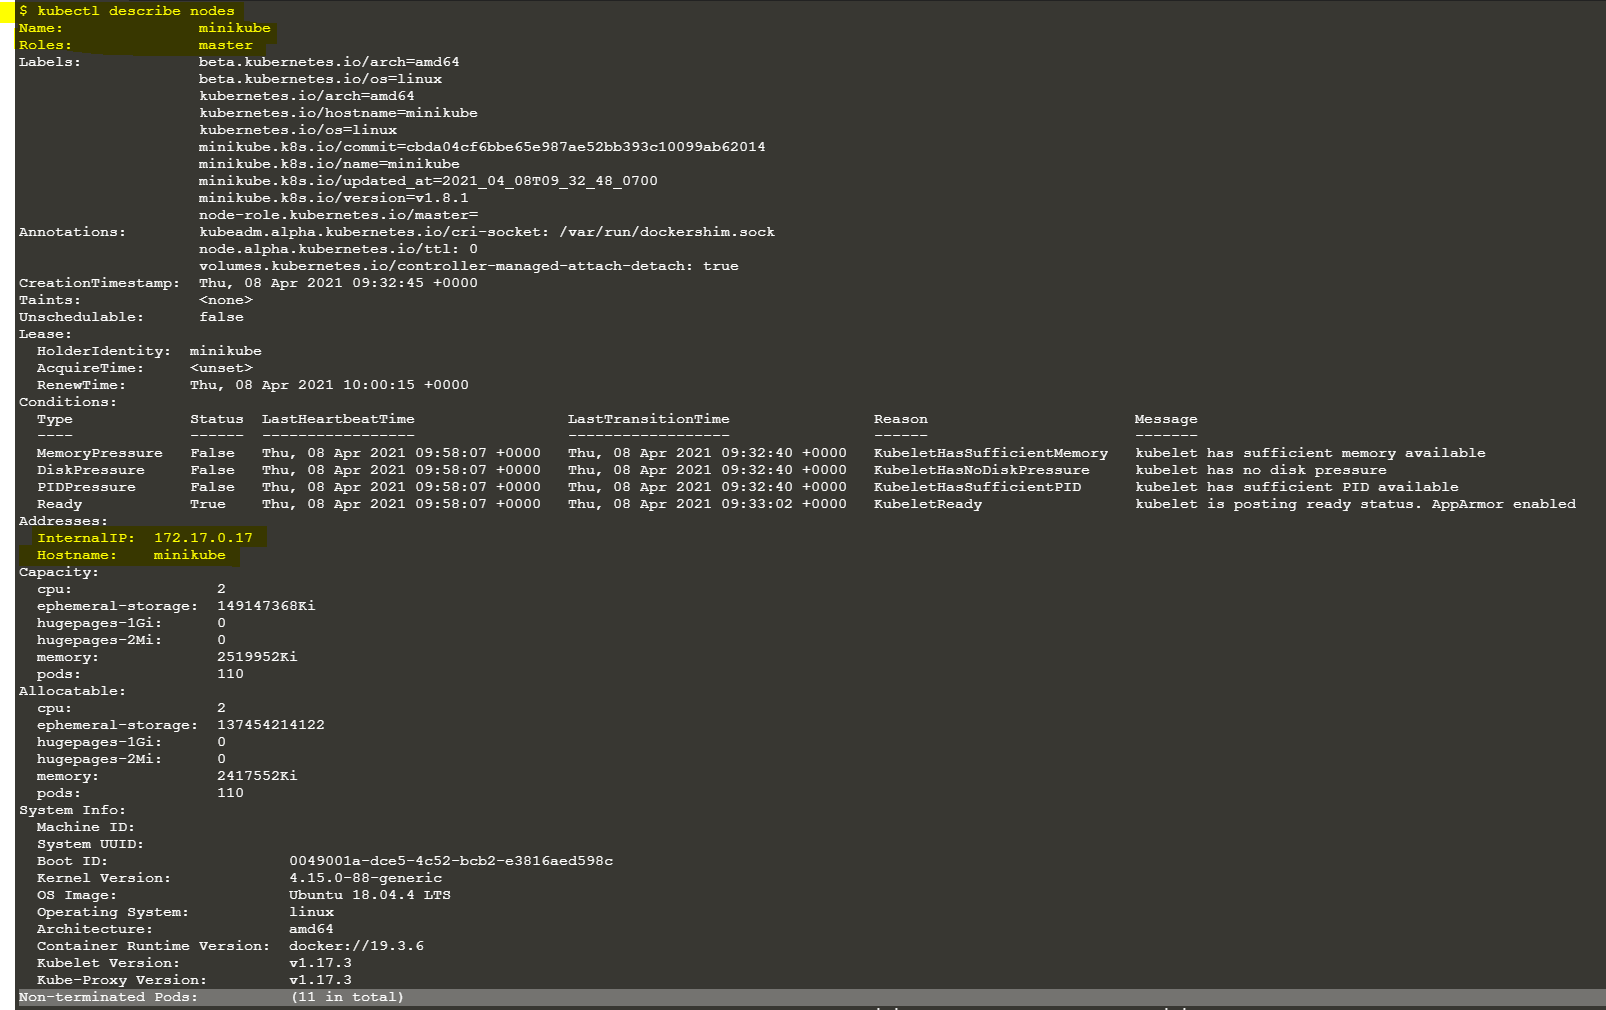 $ kubectl describe nodes
Name:               minikube
Roles:              master
Labels:             beta.kubernetes.io/arch=amd64
                    beta.kubernetes.io/os=linux
                    kubernetes.io/arch=amd64
                    kubernetes.io/hostname=minikube
                    kubernetes.io/os=linux
                    minikube.k8s.io/commit=cbda04cf6bbe65e987ae52bb393c10099ab62014
                    minikube.k8s.io/name=minikube
                    minikube.k8s.io/updated_at=2021_04_08T09_32_48_0700
                    minikube.k8s.io/version=v1.8.1
                    node-role.kubernetes.io/master=
Annotations:        kubeadm.alpha.kubernetes.io/cri-socket: /var/run/dockershim.sock
                    node.alpha.kubernetes.io/ttl: 0
                    volumes.kubernetes.io/controller-managed-attach-detach: true
CreationTimestamp:  Thu, 08 Apr 2021 09:32:45 +0000
Taints:             <none>
Unschedulable:      false
Lease:
  HolderIdentity:  minikube
  AcquireTime:     <unset>
  RenewTime:       Thu, 08 Apr 2021 10:00:15 +0000
Conditions:
  Type             Status  LastHeartbeatTime                 LastTransitionTime                Reason                       Message
  ----             ------  -----------------                 ------------------                ------                       -------
  MemoryPressure   False   Thu, 08 Apr 2021 09:58:07 +0000   Thu, 08 Apr 2021 09:32:40 +0000   KubeletHasSufficientMemory   kubelet has sufficient memory available
  DiskPressure     False   Thu, 08 Apr 2021 09:58:07 +0000   Thu, 08 Apr 2021 09:32:40 +0000   KubeletHasNoDiskPressure     kubelet has no disk pressure
  PIDPressure      False   Thu, 08 Apr 2021 09:58:07 +0000   Thu, 08 Apr 2021 09:32:40 +0000   KubeletHasSufficientPID      kubelet has sufficient PID available
  Ready            True    Thu, 08 Apr 2021 09:58:07 +0000   Thu, 08 Apr 2021 09:33:02 +0000   KubeletReady                 kubelet is posting ready status. AppArmor enabled
Addresses:
  InternalIP:  172.17.0.17
  Hostname:    minikube
Capacity:
  cpu:                2
  ephemeral-storage:  149147368Ki
  hugepages-1Gi:      0
  hugepages-2Mi:      0
  memory:             2519952Ki
  pods:               110
Allocatable:
  cpu:                2
  ephemeral-storage:  137454214122
  hugepages-1Gi:      0
  hugepages-2Mi:      0
  memory:             2417552Ki
  pods:               110
System Info:
  Machine ID:
  System UUID:
  Boot ID:                    0049001a-dce5-4c52-bcb2-e3816aed598c
  Kernel Version:             4.15.0-88-generic
  OS Image:                   Ubuntu 18.04.4 LTS
  Operating System:           linux
  Architecture:               amd64
  Container Runtime Version:  docker://19.3.6
  Kubelet Version:            v1.17.3
  Kube-Proxy Version:         v1.17.3
Non-terminated Pods:          (11 in total)